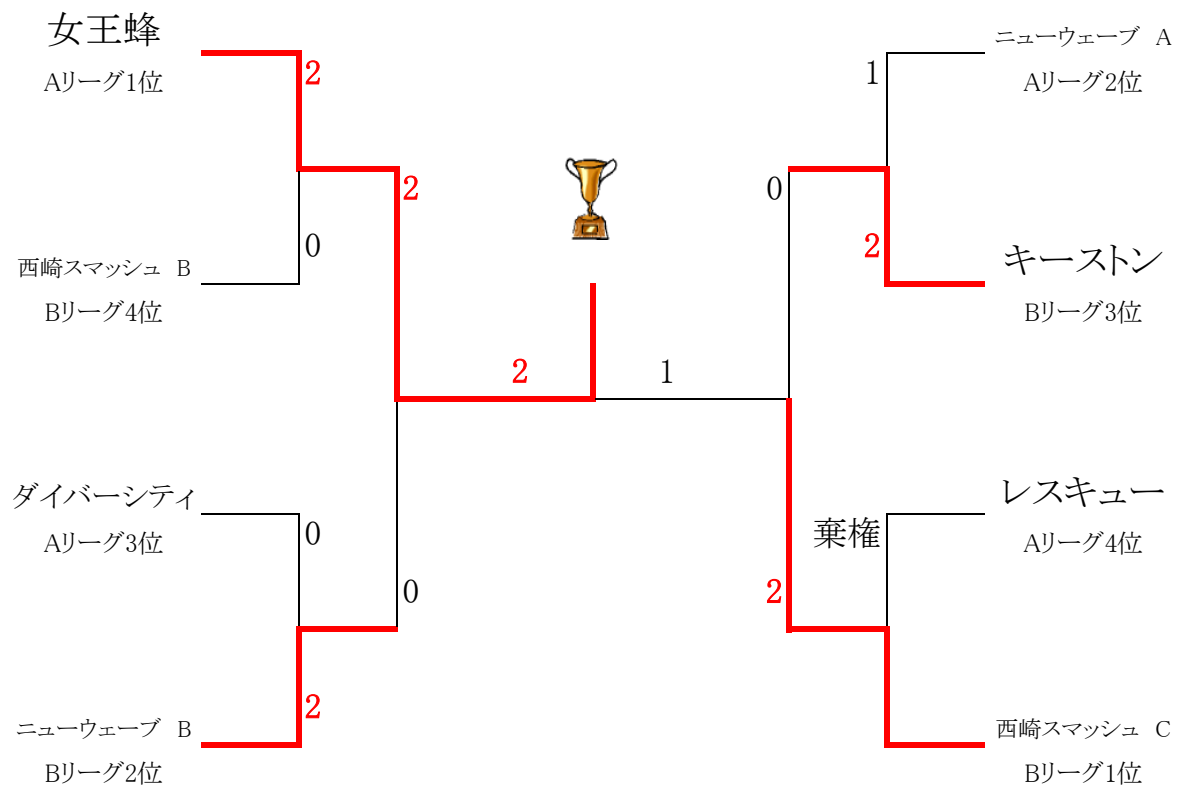 女王蜂
Aリーグ1位
2
西崎スマッシュ B
Bリーグ4位
0
2
ダイバーシティ
Aリーグ3位
0
ニューウェーブ B
Bリーグ2位
2
0
2
1
ニューウェーブ A
Aリーグ2位
1
キーストン
Bリーグ3位
2
0
レスキュー
Aリーグ4位
棄権
西崎スマッシュ C
Bリーグ1位
2